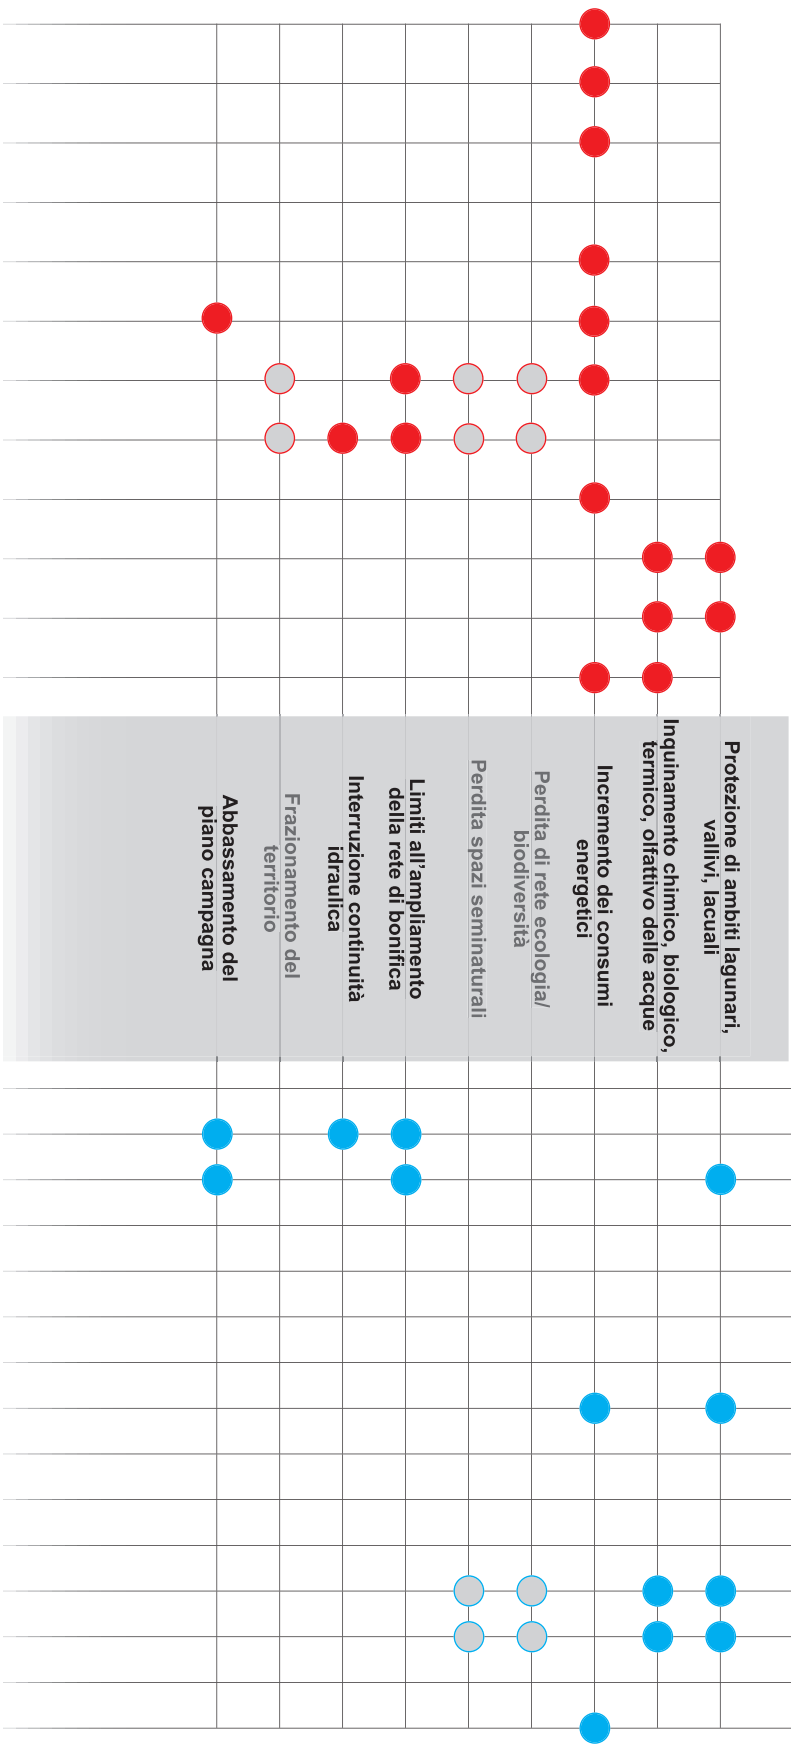 Protezione di ambiti lagunari,
vallivi, lacuali
Inquinamento chimico, biologico,
termico, olfattivo delle acque
Incremento dei consumi
energetici
Perdita di rete ecologia/
biodiversità
Perdita spazi seminaturali
Limiti all’ampliamento
della rete di bonifica
Interruzione continuità
idraulica
Frazionamento del
territorio
Abbassamento del
piano campagna